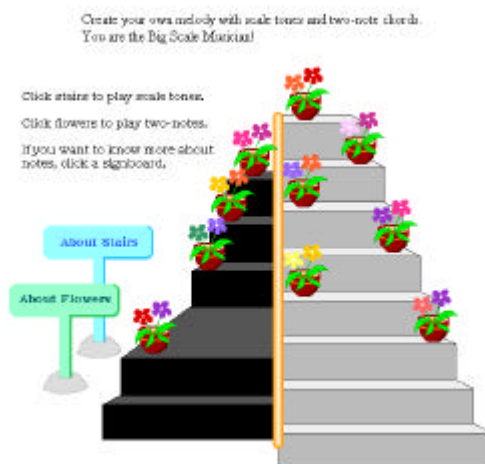 Create your own melody with scale tones and two-note chords.
You are the Big Scale Musician!
Click stairs to play scale tones.
Click flowers to play two-notes.
If you want to know more about
notes, click a signboard.
About Stairs
About Flowers